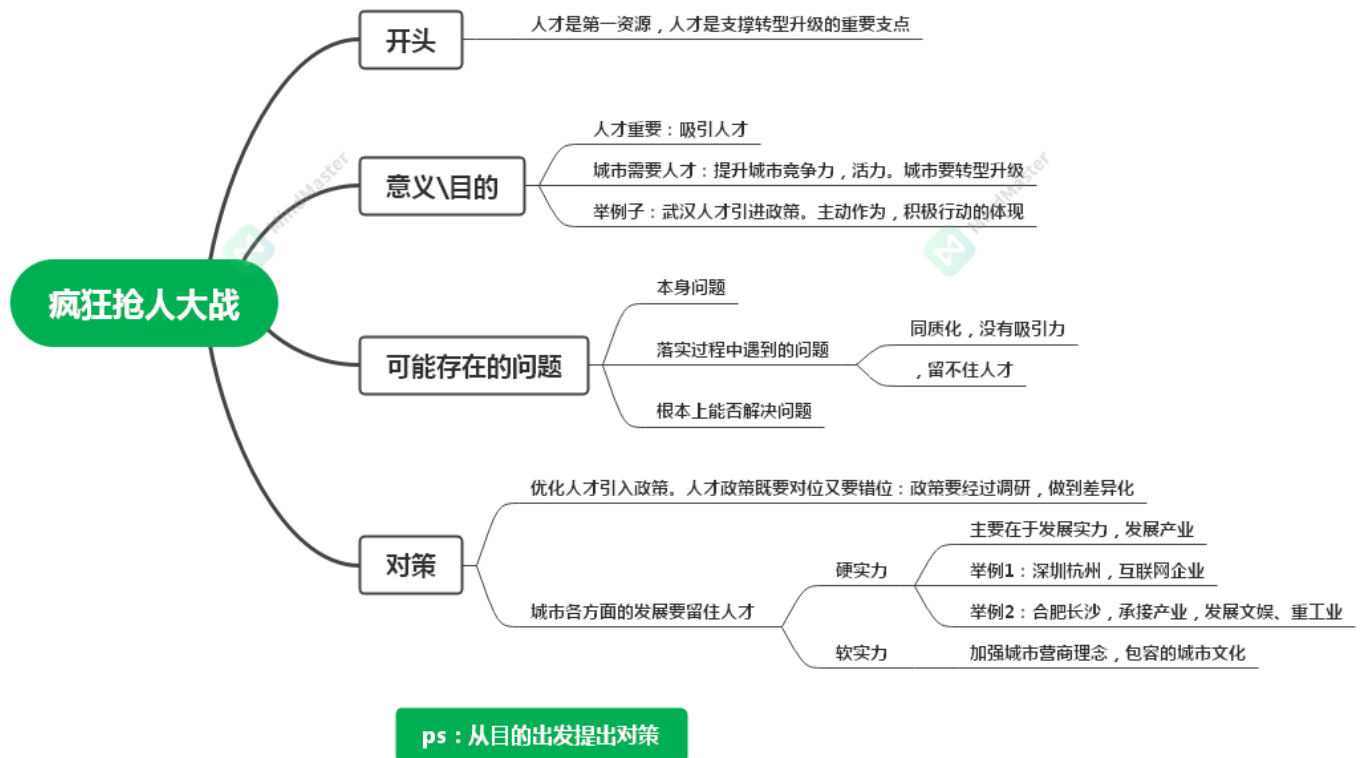 疯狂抢人大战
开头
人才是第一资源，人才是支撑转型升级的重要支点
意义\目的
人才重要：吸引人才
城市需要人才：提升城市竞争力，活力。城市要转型升级
举例子：武汉人才引进政策。主动作为，积极行动的体现
可能存在的问题
本身问题
落实过程中遇到的问题
同质化，没有吸引力
，留不住人才
根本上能否解决问题
对策
优化人才引入政策。人才政策既要对位又要错位：政策要经过调研，做到差异化
城市各方面的发展要留住人才
硬实力
主要在于发展实力，发展产业
举例1：深圳杭州，互联网企业
举例2：合肥长沙，承接产业，发展文娱、重工业
软实力
加强城市营商理念，包容的城市文化
ps：从目的出发提出对策
MindMaster
MindMaster